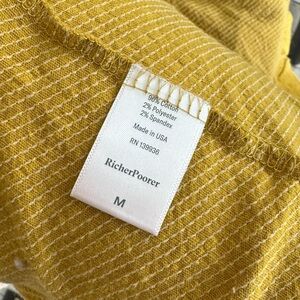 96% Cotton
2% Polyester
2% Spandex
Made in USA
RN 139936
RicherPoorer
M